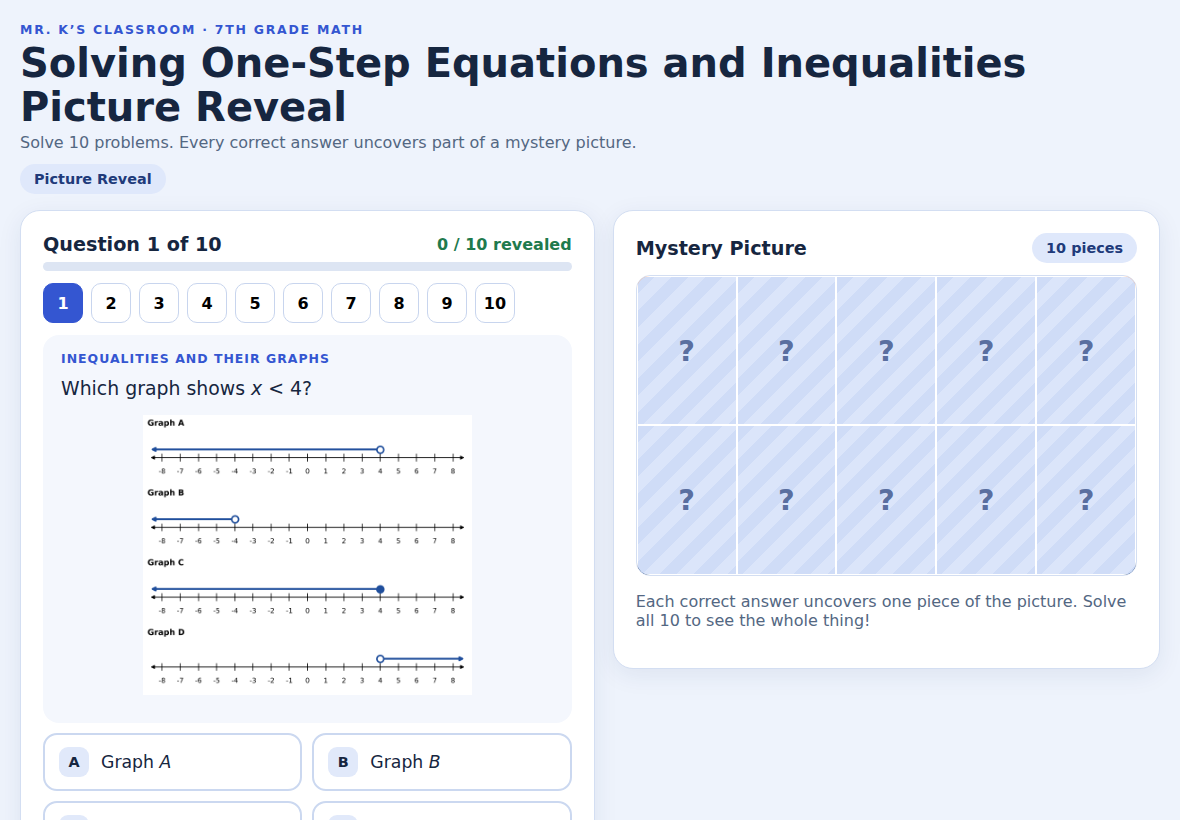 MR. K’S CLASSROOM · 7TH GRADE MATH
Solving One-Step Equations and Inequalities
Picture Reveal
Solve 10 problems. Every correct answer uncovers part of a mystery picture.
Picture Reveal
Question 1 of 10
0 / 10 revealed
1 2 3 4 5 6 7 8 9 10
INEQUALITIES AND THEIR GRAPHS
Which graph shows x < 4?
Graph A
-8 -7 -6 -5 -4 -3 -2 -1 0 1 2 3 4 5 6 7 8
Graph B
-8 -7 -6 -5 -4 -3 -2 -1 0 1 2 3 4 5 6 7 8
Graph C
-8 -7 -6 -5 -4 -3 -2 -1 0 1 2 3 4 5 6 7 8
Graph D
-8 -7 -6 -5 -4 -3 -2 -1 0 1 2 3 4 5 6 7 8
A Graph A
B Graph B
Mystery Picture
10 pieces
? ? ? ? ?
? ? ? ? ?
Each correct answer uncovers one piece of the picture. Solve
all 10 to see the whole thing!